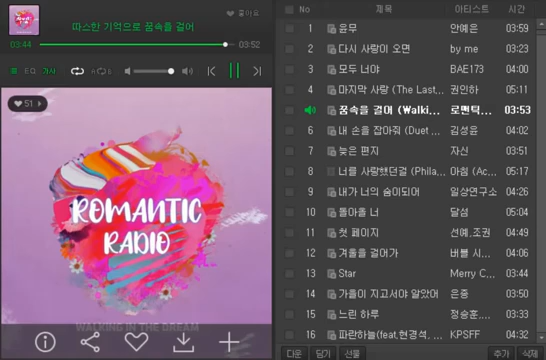 좋아요
따스한 기억으로 꿈속을 걸어
03:44
03:52
EQ 가사
51
ROMANTIC
RADIO
WALKING IN THE DREAM
No 제목 아티스트 시간
1 윤무 안예은 03:59
2 다시 사랑이 오면 by me 03:23
3 모두 너야 BAE173 04:00
4 마지막 사랑 (The Last,... 권인하 05:11
꿈속을 걸어 (Walki... 로맨틱... 03:53
6 내 손을 잡아줘 (Duet ... 김성윤 04:02
7 늦은 편지 자신 03:51
8 너를 사랑했던걸 (Phila... 아침 (Ac... 05:17
9 내가 너의 숨이되어 일상연구소 04:26
10 돌아올 너 달섬 05:04
11 첫 페이지 선예,조권 04:49
12 겨울을 걸어가 버블 시... 04:06
13 Star Merry C... 03:44
14 가을이 지고서야 알았어 은종 03:50
15 느린 하루 정승훈.... 03:33
16 파란하늘(feat,현경석, ... KPSFF 04:32
다운 담기 선물 추가 삭제